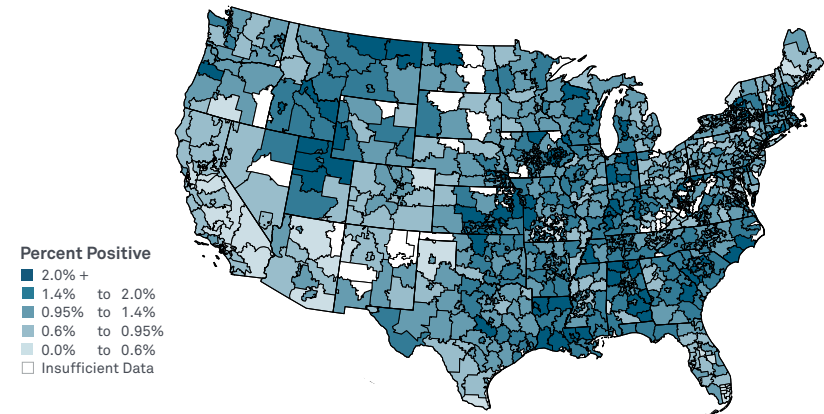 Percent Positive
2.0% +
1.4% to 2.0%
0.95% to 1.4%
0.6% to 0.95%
0.0% to 0.6%
Insufficient Data